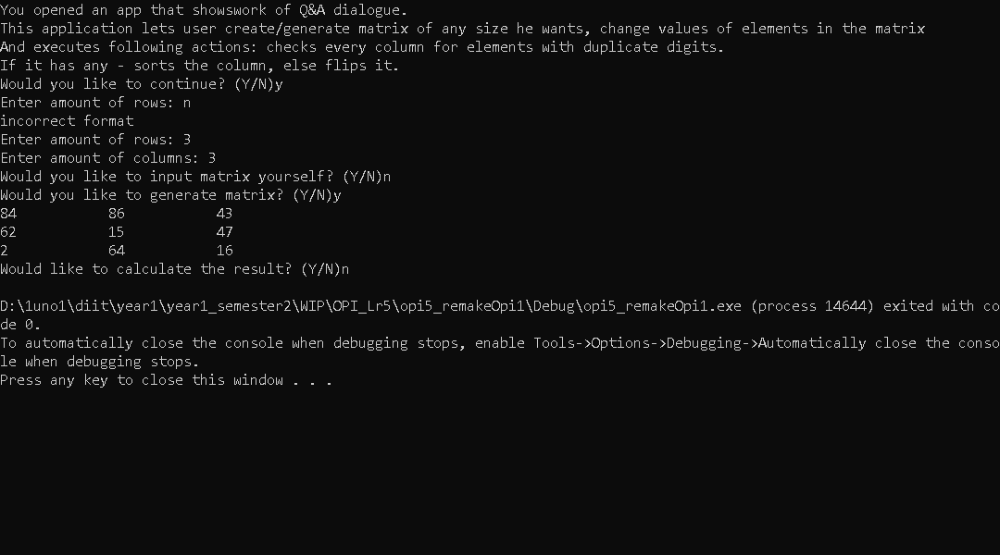 You opened an app that showswork of Q&A dialogue.
This application lets user create/generate matrix of any size he wants, change values of elements in the matrix
And executes following actions: checks every column for elements with duplicate digits.
If it has any - sorts the column, else flips it.
Would you like to continue? (Y/N)y
Enter amount of rows: n
incorrect format
Enter amount of rows: 3
Enter amount of columns: 3
Would you like to input matrix yourself? (Y/N)n
Would you like to generate matrix? (Y/N)y
84 86 43
62 15 47
2 64 16
Would like to calculate the result? (Y/N)n
D:\1uno1\diit\year1\year1_semester2\WIP\OPI_Lr5\opi5_remakeOpi1\Debug\opi5_remakeOpi1.exe (process 14644) exited with co
de 0.
To automatically close the console when debugging stops, enable Tools->Options->Debugging->Automatically close the conso
le when debugging stops.
Press any key to close this window . . .